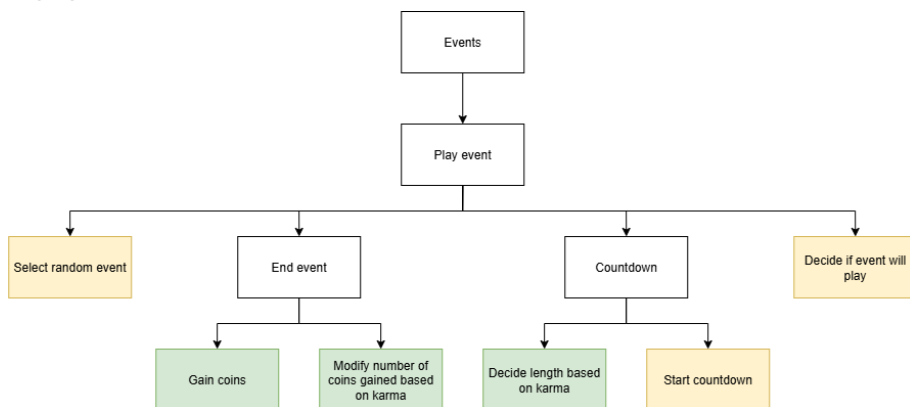 Events
Play event
Select random event
End event
Countdown
Decide if event will
play
Gain coins
Modify number of
coins gained based
on karma
Decide length based
on karma
Start countdown